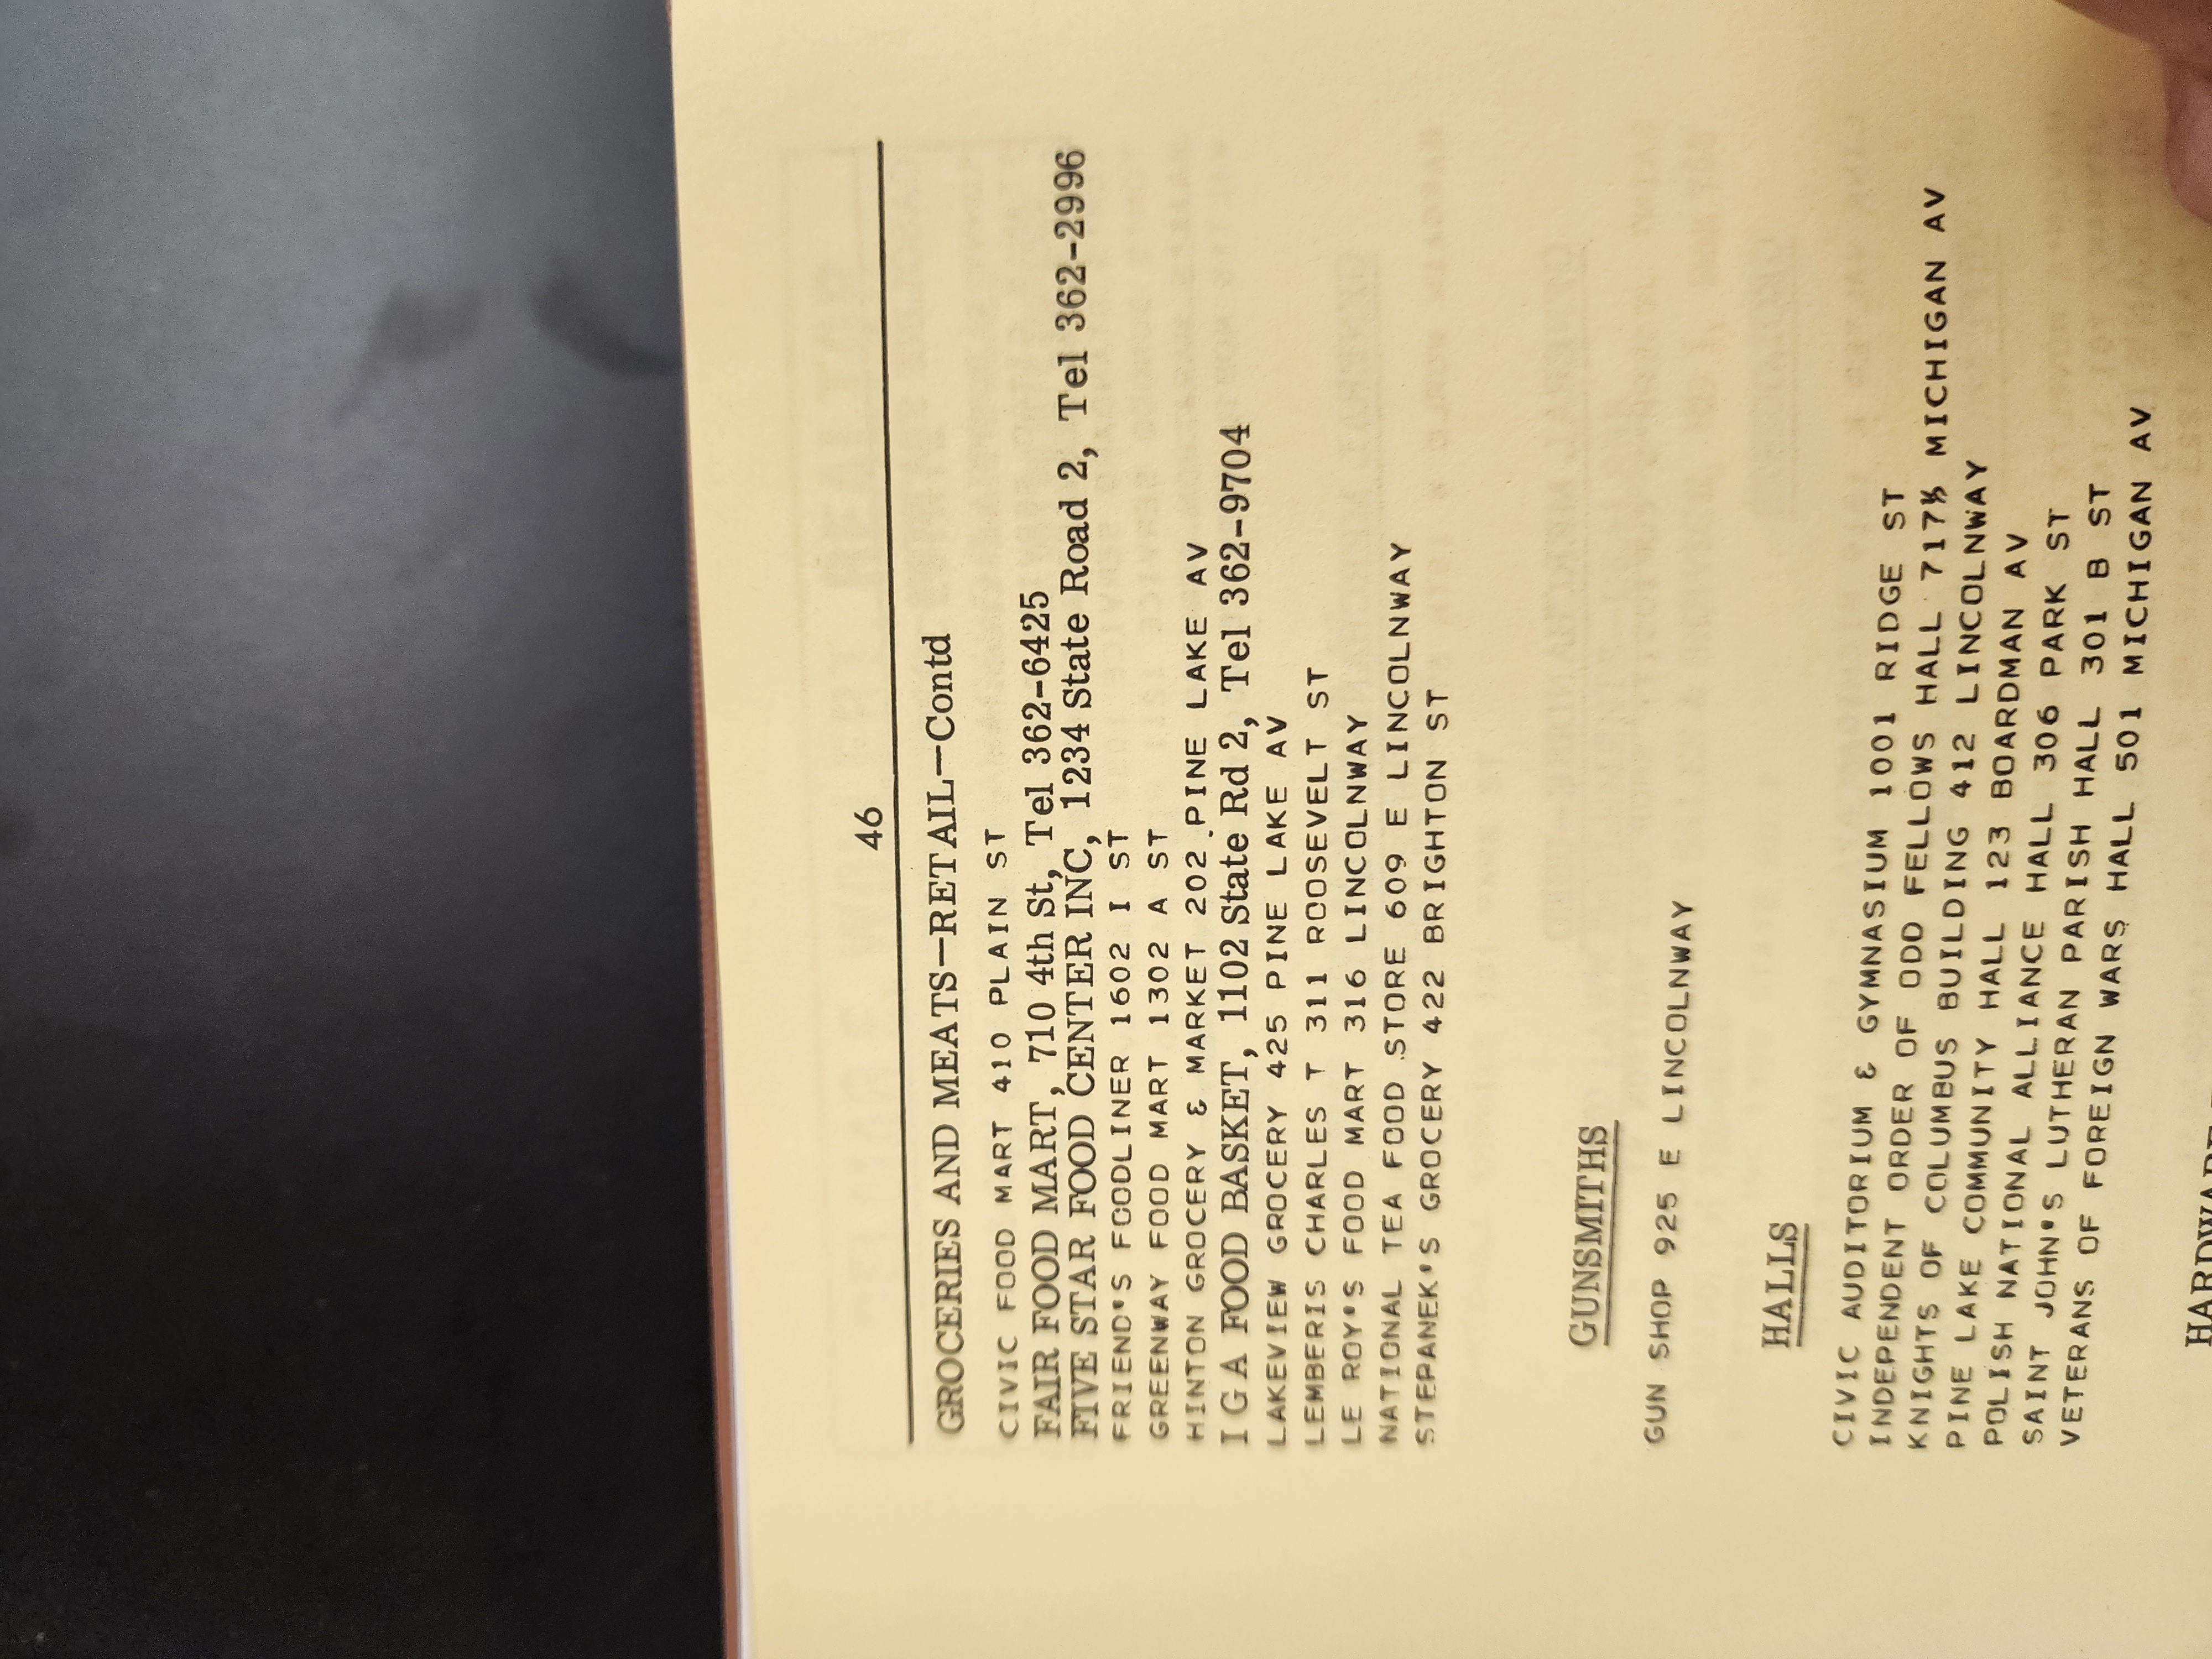 46
GROCERIES AND MEATS—RETAIL—Contd
CIVIC FOOD MART 410 PLAIN ST
FAIR FOOD MART, 710 4th St, Tel 362-6425
FIVE STAR FOOD CENTER INC, 1234 State Road 2, Tel 362-2996
FRIEND'S FOODLINER 1602 I ST
GREENWAY FOOD MART 1302 A ST
HINTON GROCERY & MARKET 202 PINE LAKE AV
I G A FOOD BASKET, 1102 State Rd 2, Tel 362-9704
LAKEVIEW GROCERY 425 PINE LAKE AV
LEMBERIS CHARLES T 311 ROOSEVELT ST
LE ROY'S FOOD MART 316 LINCOLNWAY
NATIONAL TEA FOOD STORE 609 E LINCOLNWAY
STEPANEK'S GROCERY 422 BRIGHTON ST
GUNSMITHS
GUN SHOP 925 E LINCOLNWAY
HALLS
CIVIC AUDITORIUM & GYMNASIUM 1001 RIDGE ST
INDEPENDENT ORDER OF ODD FELLOWS HALL 717½ MICHIGAN AV
KNIGHTS OF COLUMBUS BUILDING 412 LINCOLNWAY
PINE LAKE COMMUNITY HALL 123 BOARDMAN AV
POLISH NATIONAL ALLIANCE HALL 306 PARK ST
SAINT JOHN'S LUTHERAN PARISH HALL 301 B ST
VETERANS OF FOREIGN WARS HALL 501 MICHIGAN AV